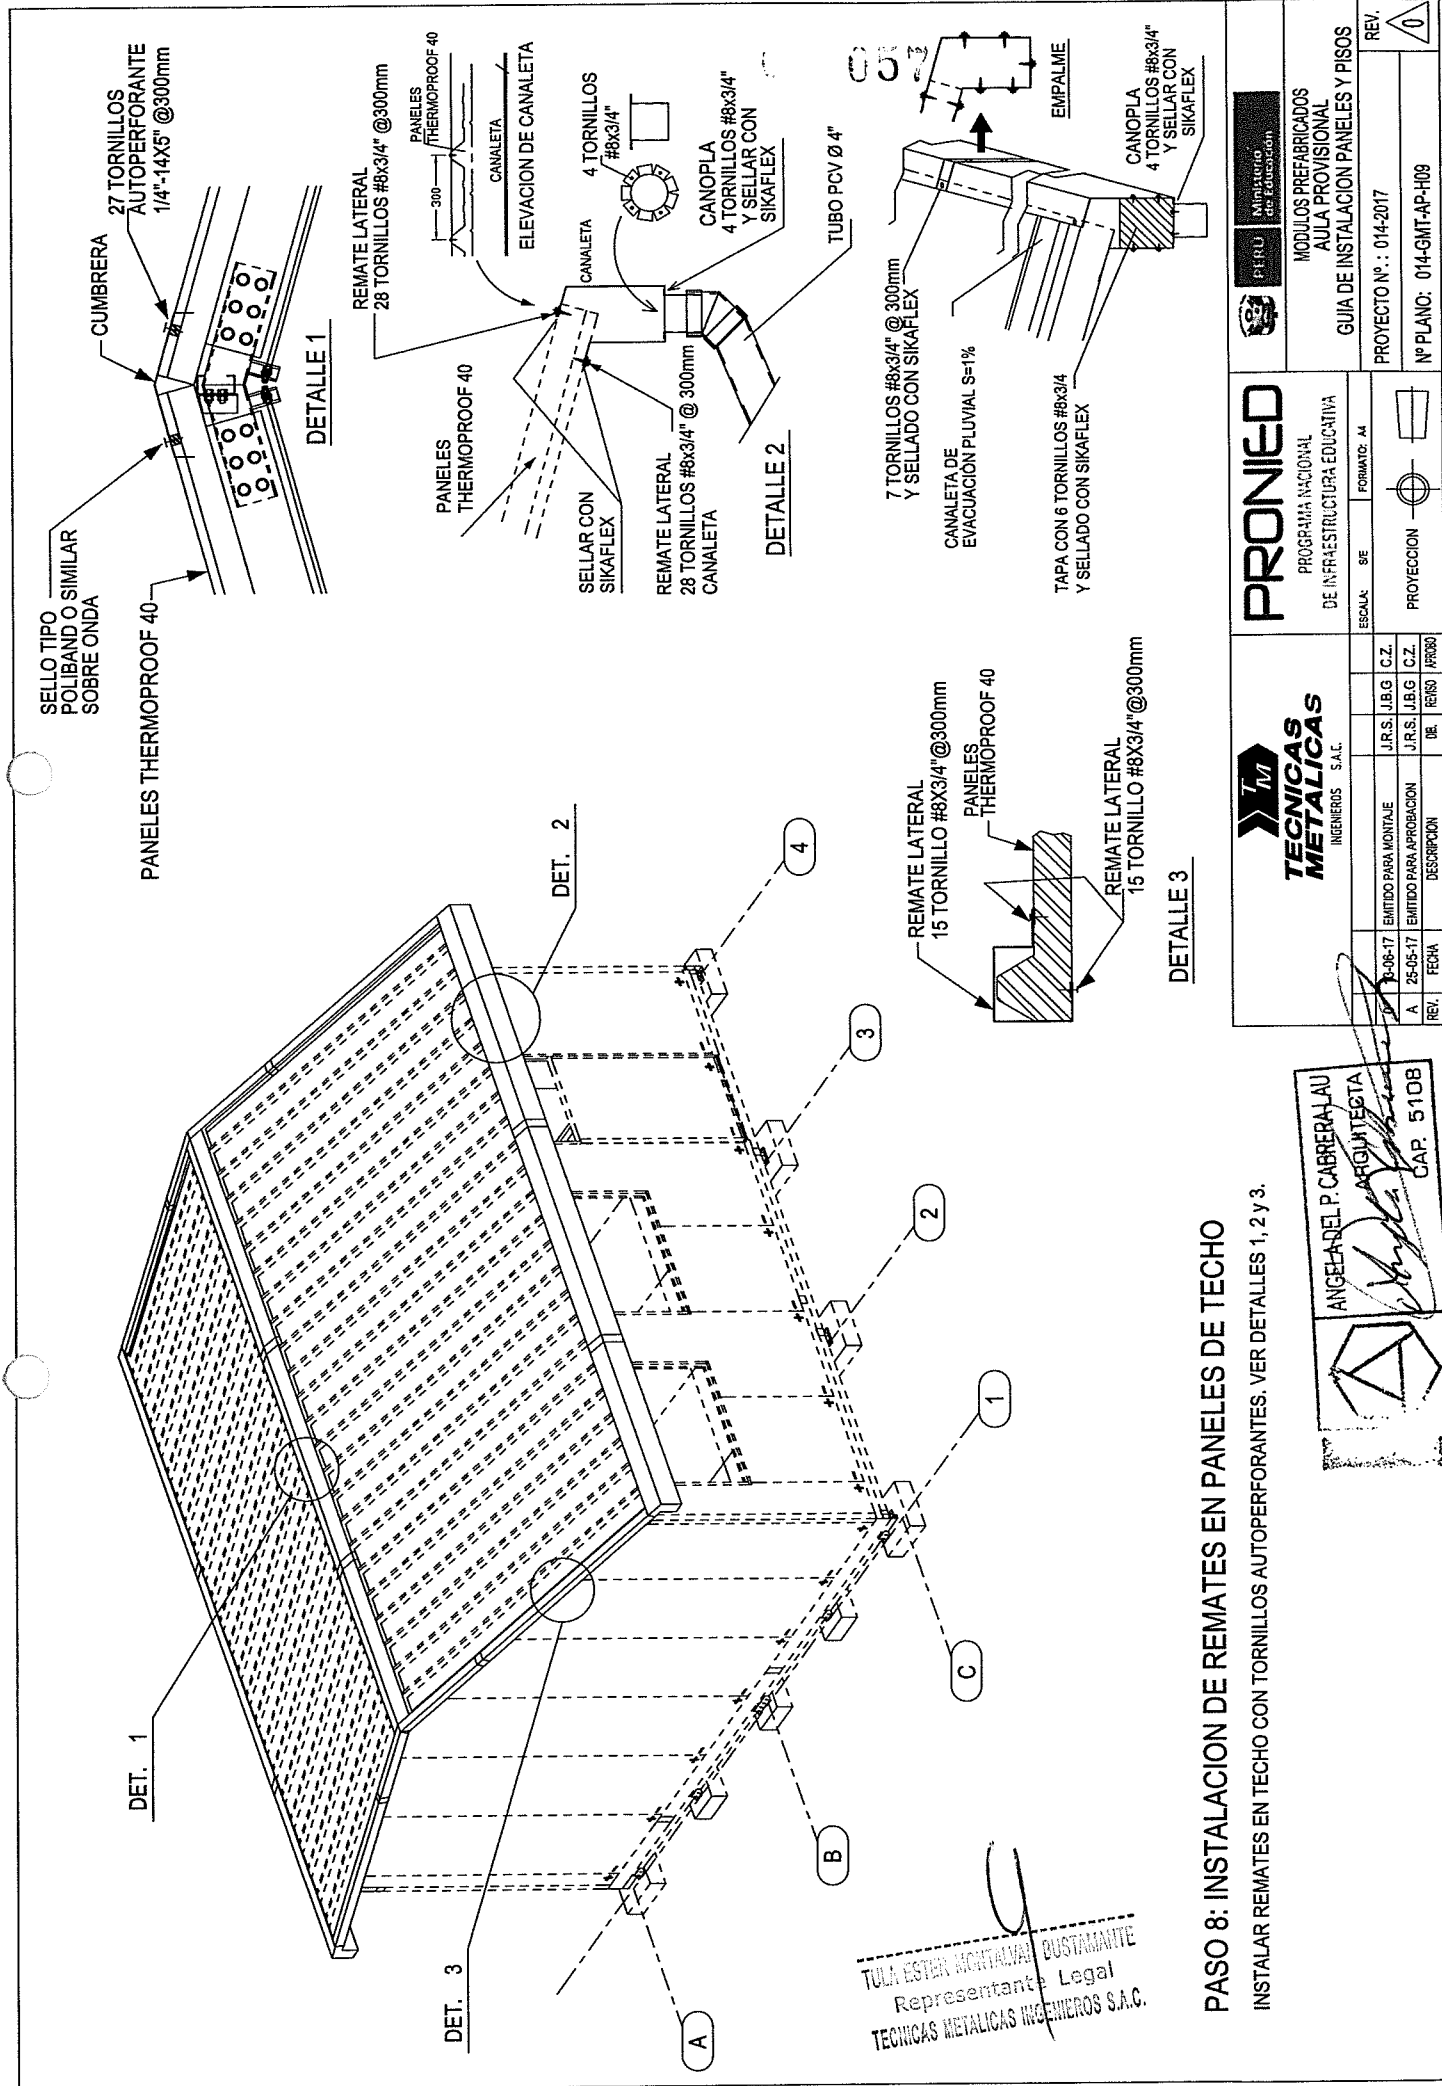 SELLO TIPO
POLIBAND O SIMILAR
SOBRE ONDA
PANELES THERMOPROOF 40
CUMBRERA
27 TORNILLOS
AUTOPERFORANTE
1/4"-14X5" @300mm
DETALLE 1
DET. 1
DET. 2
DET. 3
A
B
C
1
2
3
4
REMATE LATERAL
28 TORNILLOS #8x3/4" @300mm
PANELES
THERMOPROOF 40
300
CANALETA
ELEVACION DE CANALETA
PANELES
THERMOPROOF 40
CANALETA
4 TORNILLOS
#8x3/4"
SELLAR CON
SIKAFLEX
CANOPLA
4 TORNILLOS #8x3/4"
Y SELLAR CON
SIKAFLEX
REMATE LATERAL
28 TORNILLOS #8x3/4" @ 300mm
CANALETA
TUBO PCV Ø 4"
DETALLE 2
057
7 TORNILLOS #8x3/4" @300mm
Y SELLADO CON SIKAFLEX
EMPALME
CANALETA DE
EVACUACIÓN PLUVIAL S=1%
TAPA CON 6 TORNILLOS #8x3/4
Y SELLADO CON SIKAFLEX
CANOPLA
4 TORNILLOS #8x3/4"
Y SELLAR CON
SIKAFLEX
REMATE LATERAL
15 TORNILLO #8X3/4"@300mm
PANELES
THERMOPROOF 40
REMATE LATERAL
15 TORNILLO #8X3/4"@300mm
DETALLE 3
TULA ESTER MONTALVAN BUSTAMANTE
Representante Legal
TECNICAS METALICAS INGENIEROS S.A.C.
PASO 8: INSTALACION DE REMATES EN PANELES DE TECHO
INSTALAR REMATES EN TECHO CON TORNILLOS AUTOPERFORANTES. VER DETALLES 1, 2 y 3.
ANGELA DEL P. CABRERA LAU
ARQUITECTA
CAP. 5108
TM
TECNICAS
METALICAS
INGENIEROS S.A.C.
-06-17 EMITIDO PARA MONTAJE J.R.S. J.B.G C.Z.
A 25-05-17 EMITIDO PARA APROBACION J.R.S. J.B.G C.Z.
REV. FECHA DESCRIPCION DIB. REVISO APROBO
PRONIED
PROGRAMA NACIONAL
DE INFRAESTRUCTURA EDUCATIVA
ESCALA: S/E FORMATO: A4
PROYECCION
PERÚ Ministerio
de Educación
MODULOS PREFABRICADOS
AULA PROVISIONAL
GUIA DE INSTALACION PANELES Y PISOS
PROYECTO Nº.: 014-2017
Nº PLANO: 014-GMT-AP-H09
REV.
0